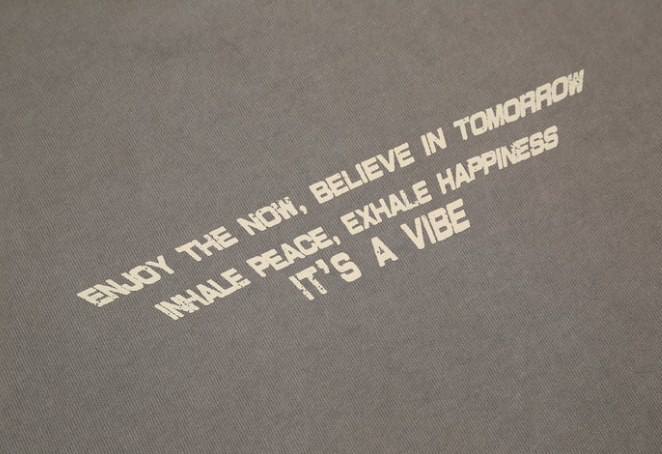 ENJOY THE NOW, BELIEVE IN TOMORROW
INHALE PEACE, EXHALE HAPPINESS
IT'S A VIBE